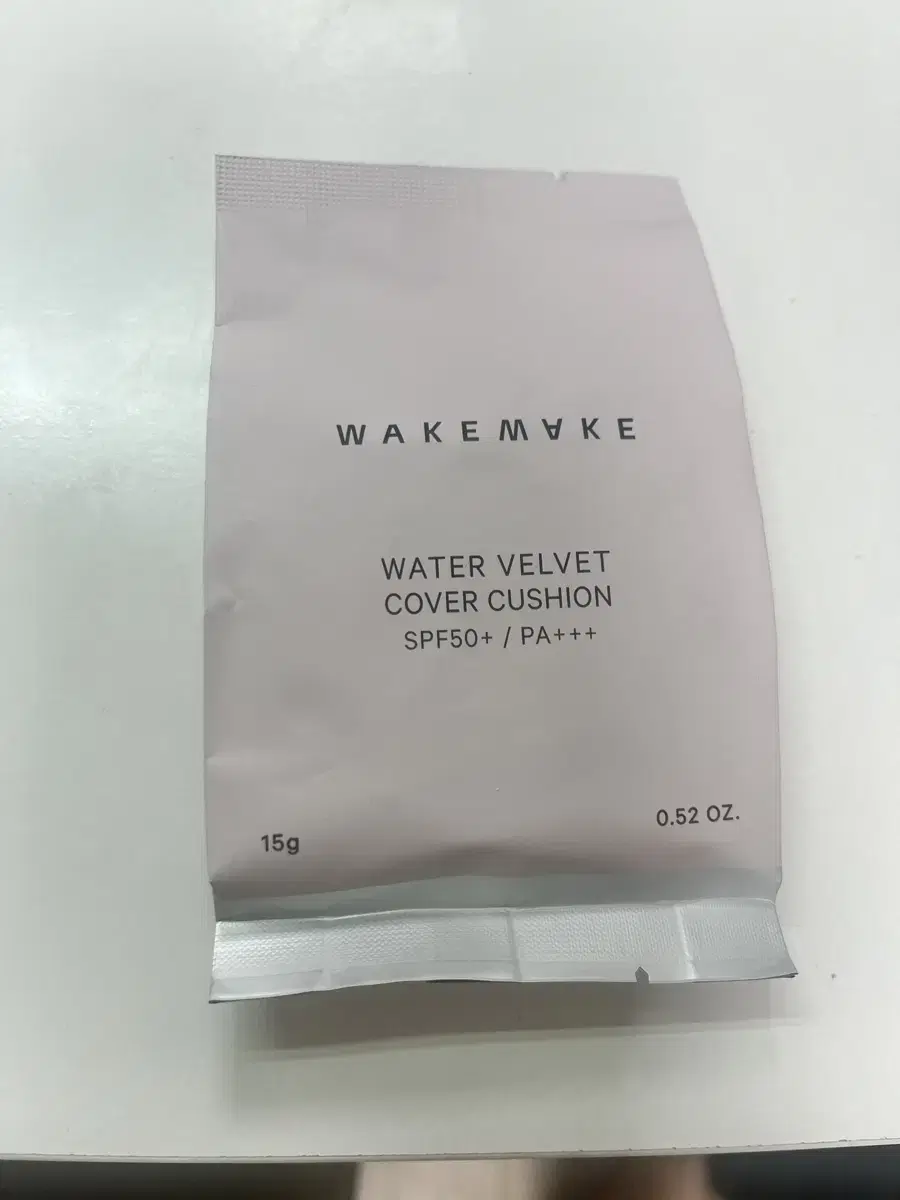 WAKEMAKE
WATER VELVET
COVER CUSHION
SPF50+ / PA+++
15g
0.52 OZ.